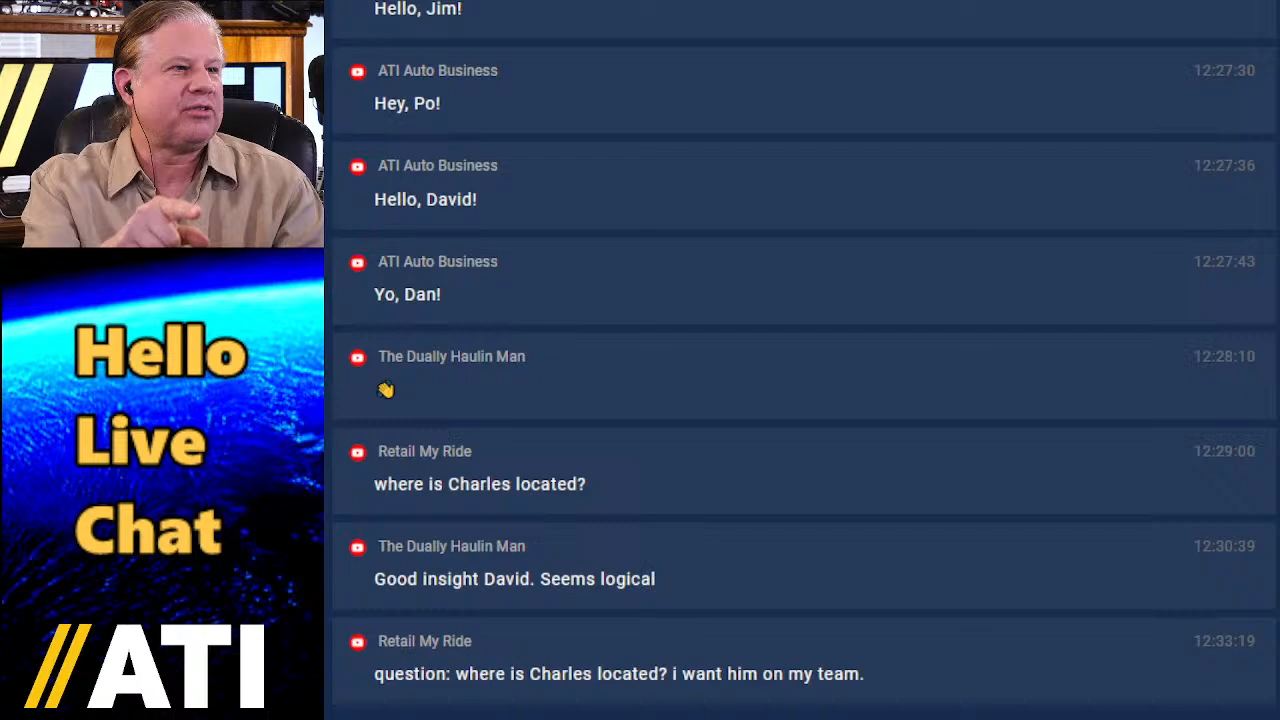 Hello, Jim!
ATI Auto Business 12:27:30
Hey, Po!
ATI Auto Business 12:27:36
Hello, David!
ATI Auto Business 12:27:43
Yo, Dan!
The Dually Haulin Man 12:28:10
👏
Retail My Ride 12:29:00
where is Charles located?
The Dually Haulin Man 12:30:39
Good insight David. Seems logical
Retail My Ride 12:33:19
question: where is Charles located? i want him on my team.
Hello
Live
Chat
//ATI